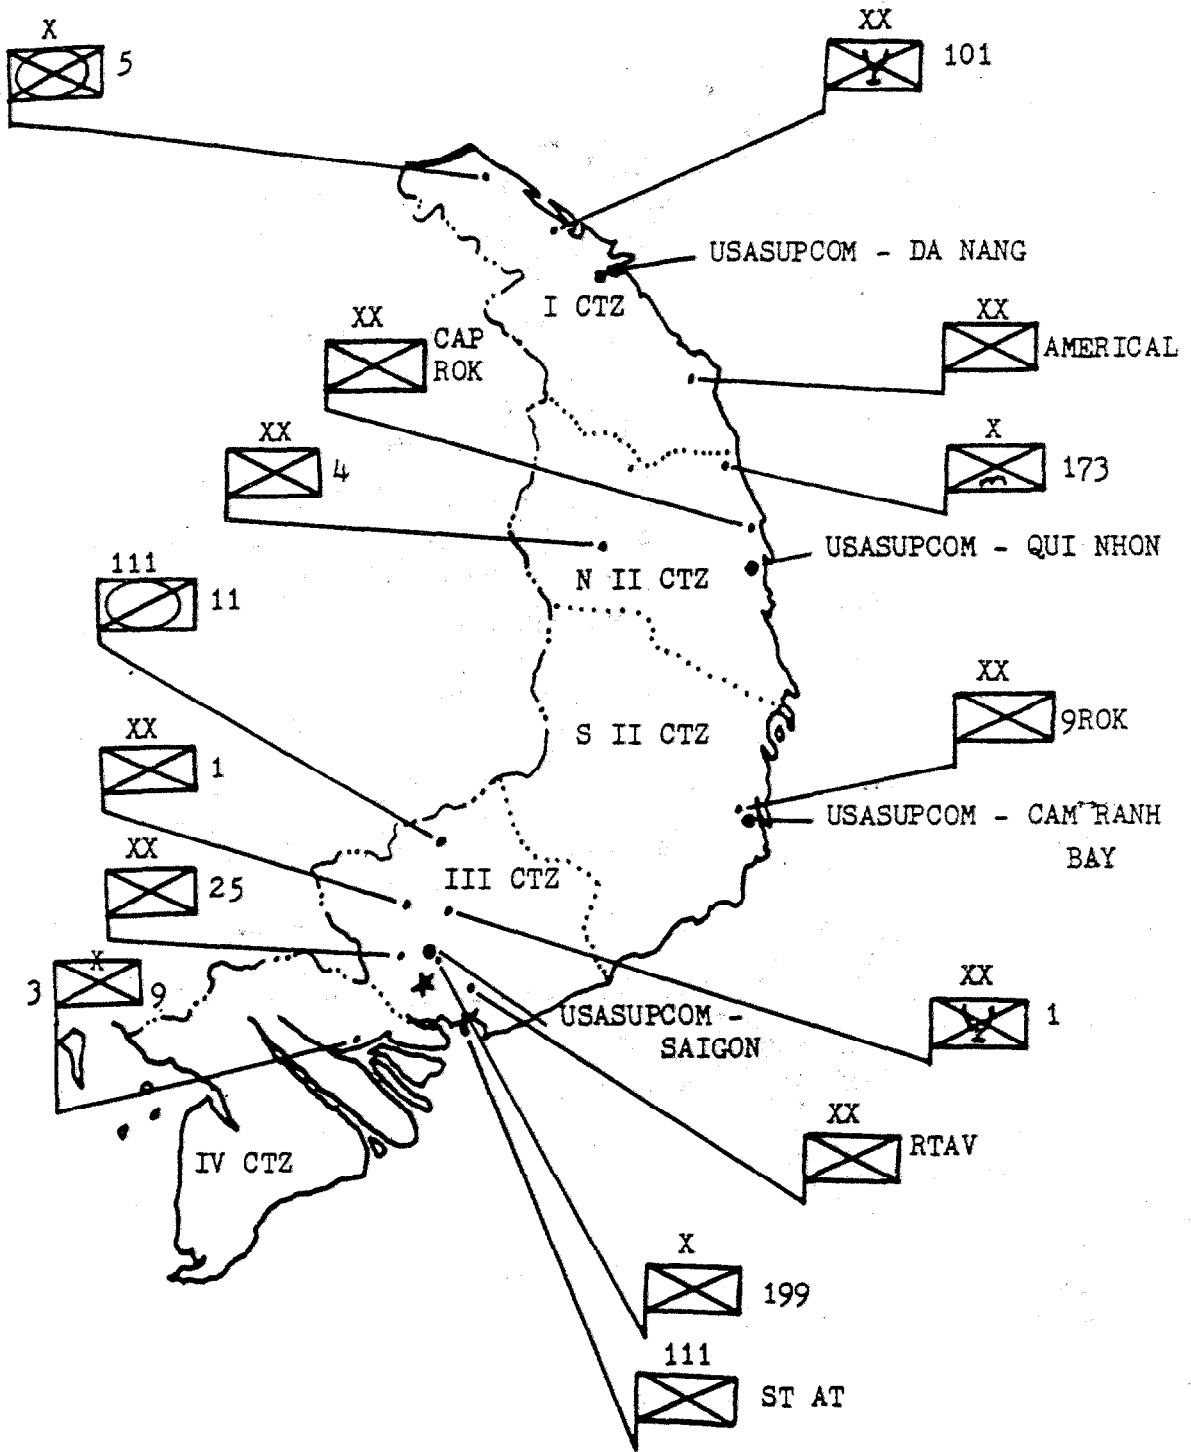 X
5
XX
101
USASUPCOM - DA NANG
I CTZ
XX
CAP
ROK
XX
AMERICAL
XX
4
X
173
USASUPCOM - QUI NHON
N II CTZ
111
11
XX
9ROK
S II CTZ
XX
1
USASUPCOM - CAM RANH
BAY
XX
25
III CTZ
X
3 9
XX
1
USASUPCOM -
SAIGON
XX
RTAV
IV CTZ
X
199
111
ST AT